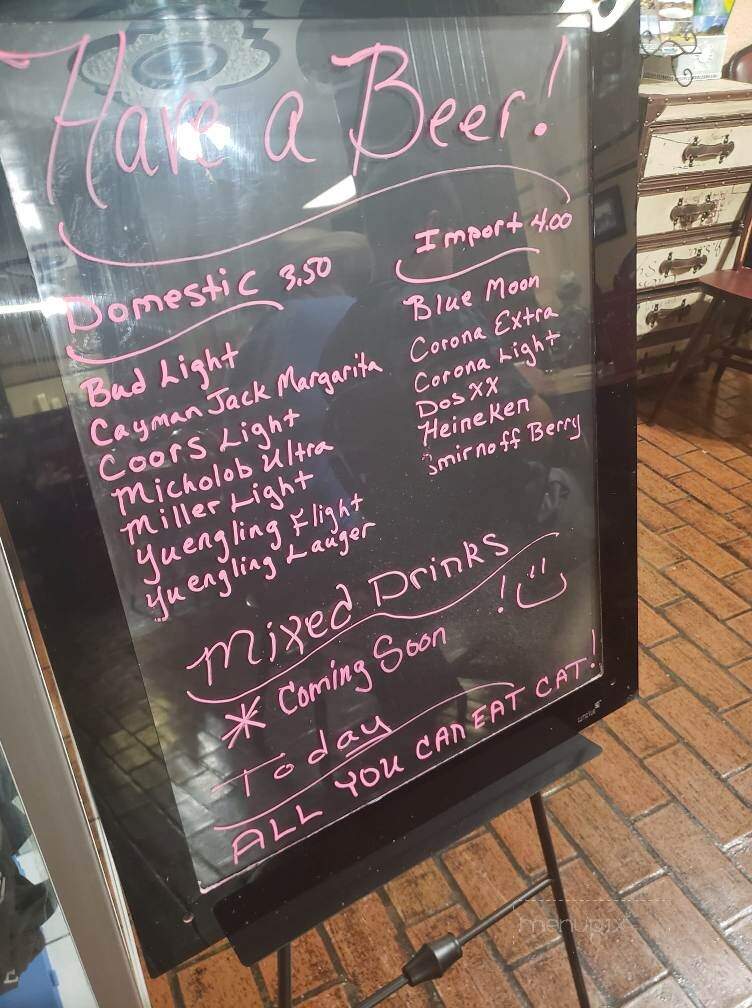 Have a Beer!
Domestic 3.50
Bud Light
Cayman Jack Margarita
Coors Light
Micholob Ultra
Miller Light
Yuengling Flight
Yuengling Lauger
Import 4.00
Blue Moon
Corona Extra
Corona Light
Dos XX
Heineken
Smirnoff Berry
Mixed Drinks
* Coming Soon !
Today
ALL YOU CAN EAT CAT!
menupix